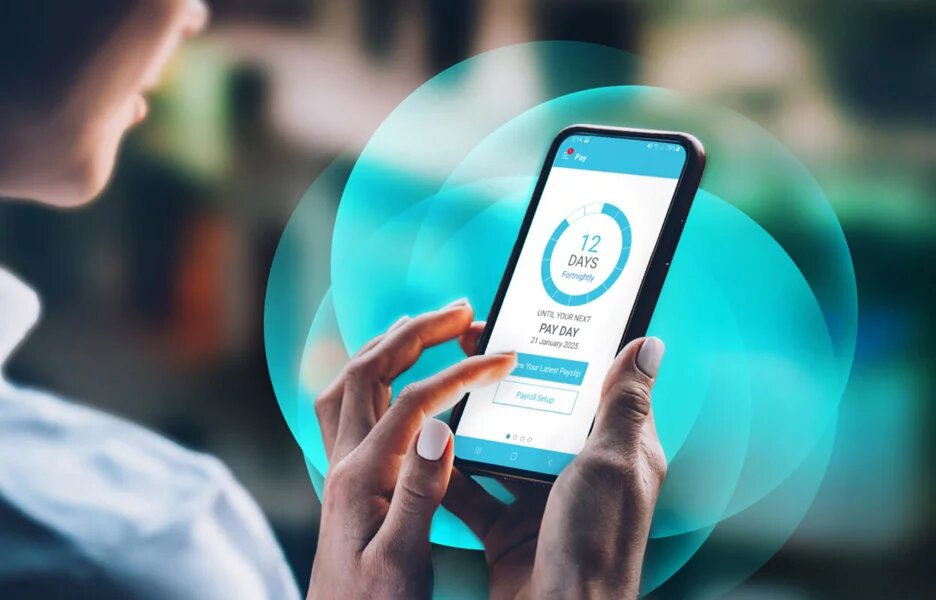 Pay
12
DAYS
Fortnightly
UNTIL YOUR NEXT
PAY DAY
21 January 2025
Your Latest Payslip
Payroll Setup